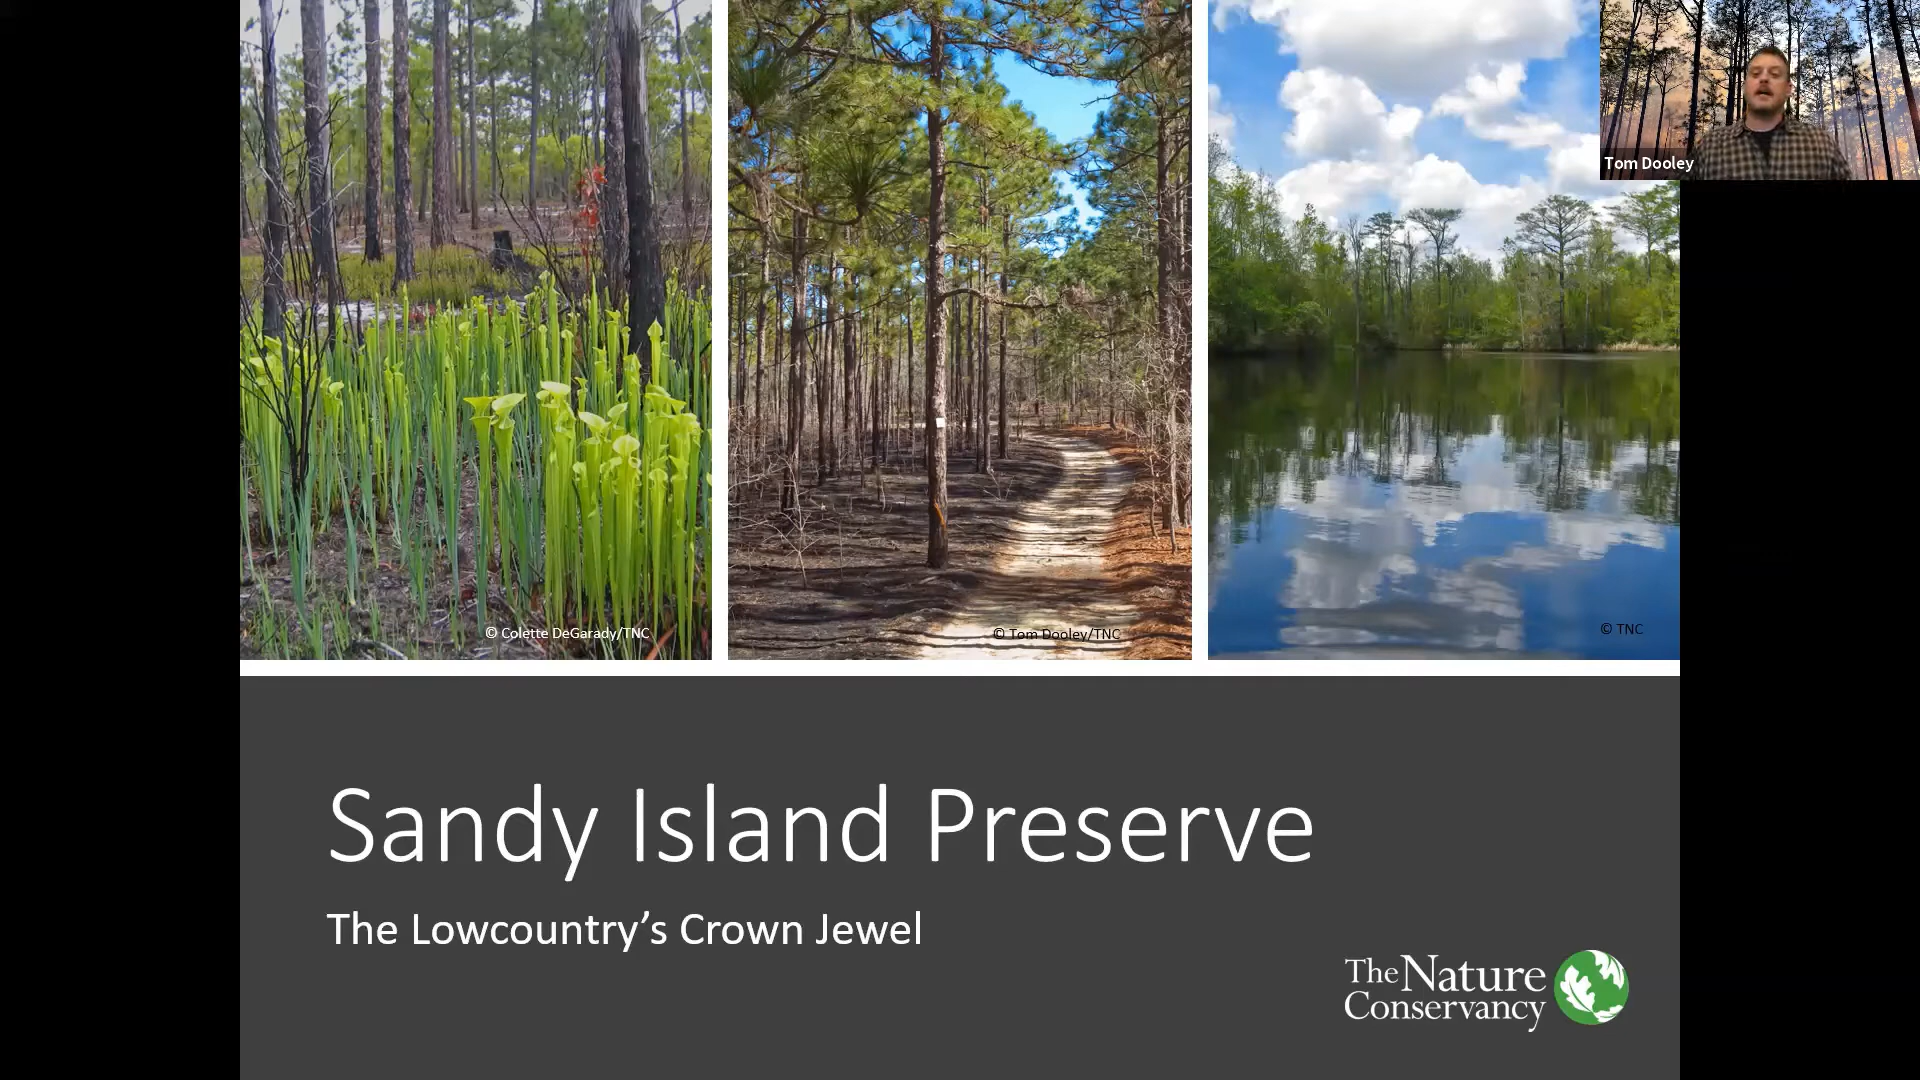 Tom Dooley
© Colette DeGarady/TNC
© Tom Dooley/TNC
© TNC
Sandy Island Preserve
The Lowcountry’s Crown Jewel
The Nature
Conservancy